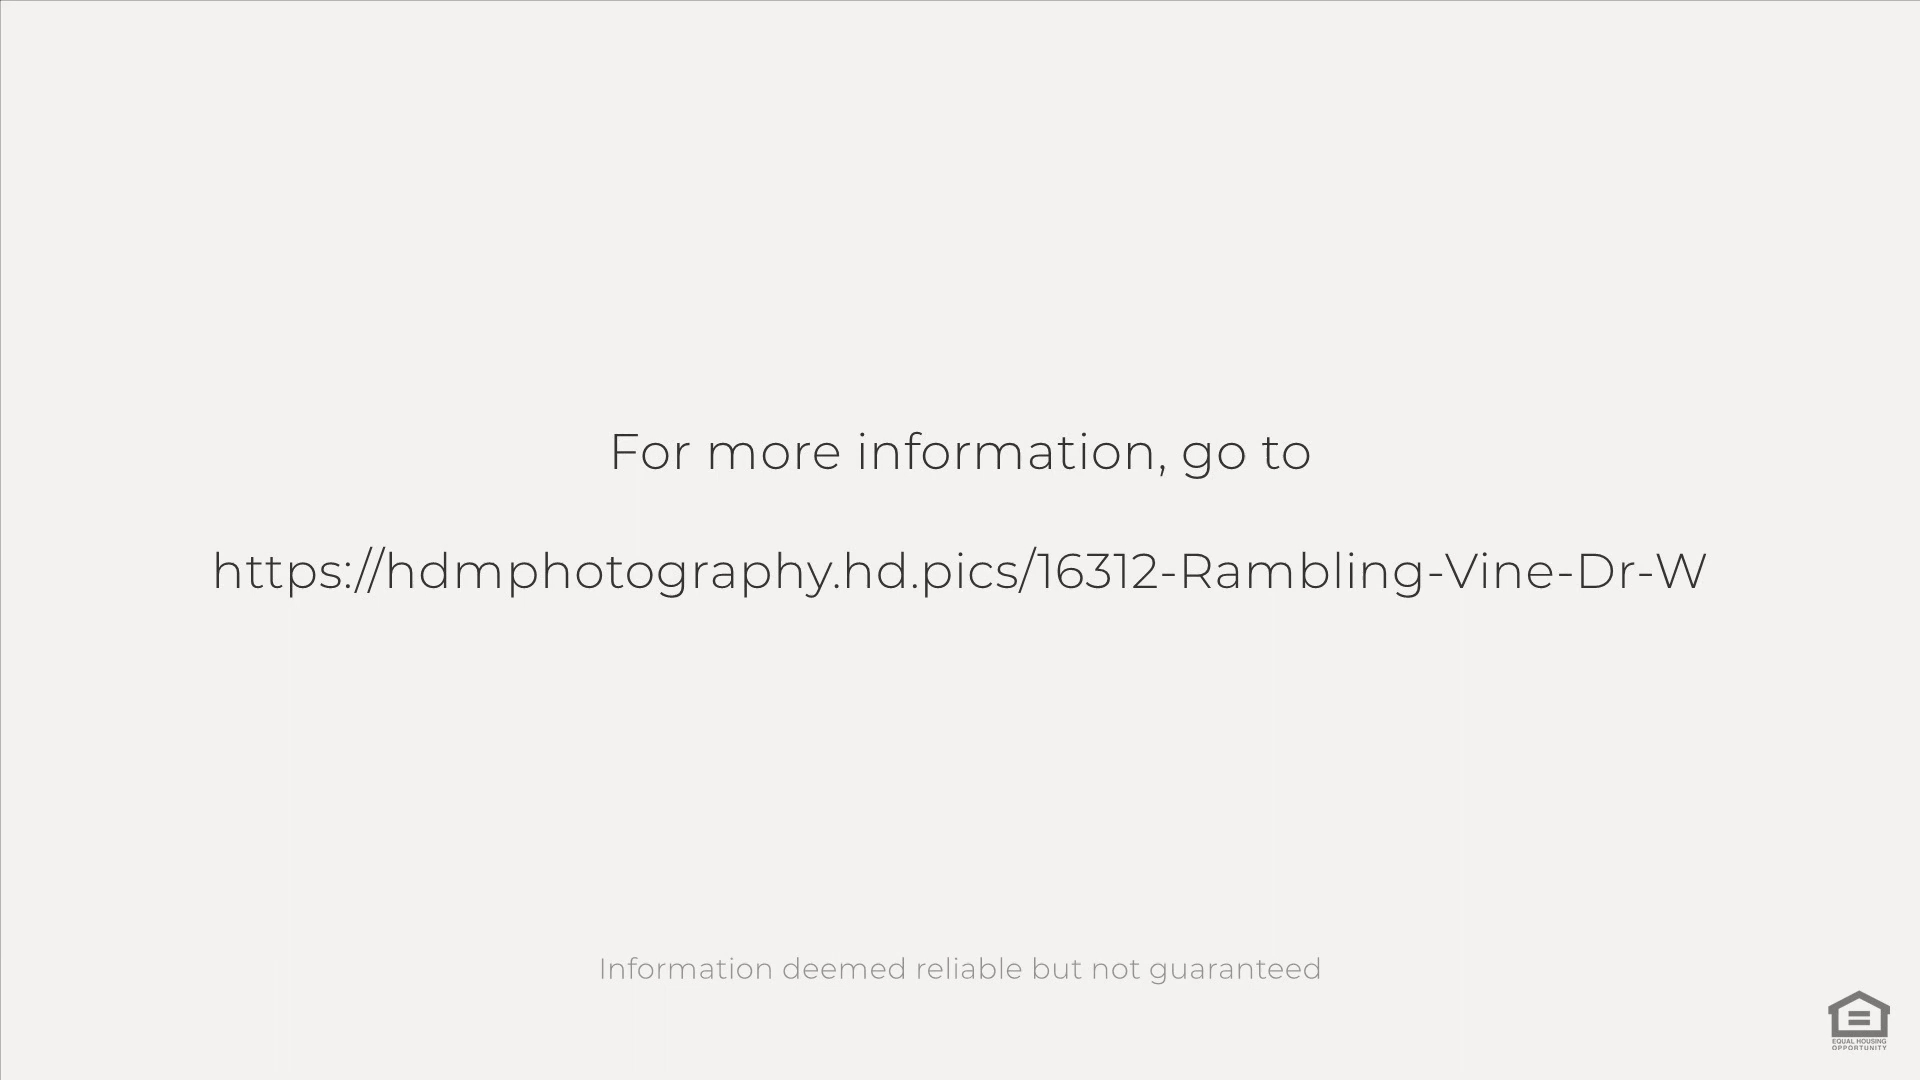 For more information, go to
https://hdmphotography.hd.pics/16312-Rambling-Vine-Dr-W
Information deemed reliable but not guaranteed
EQUAL HOUSING
OPPORTUNITY